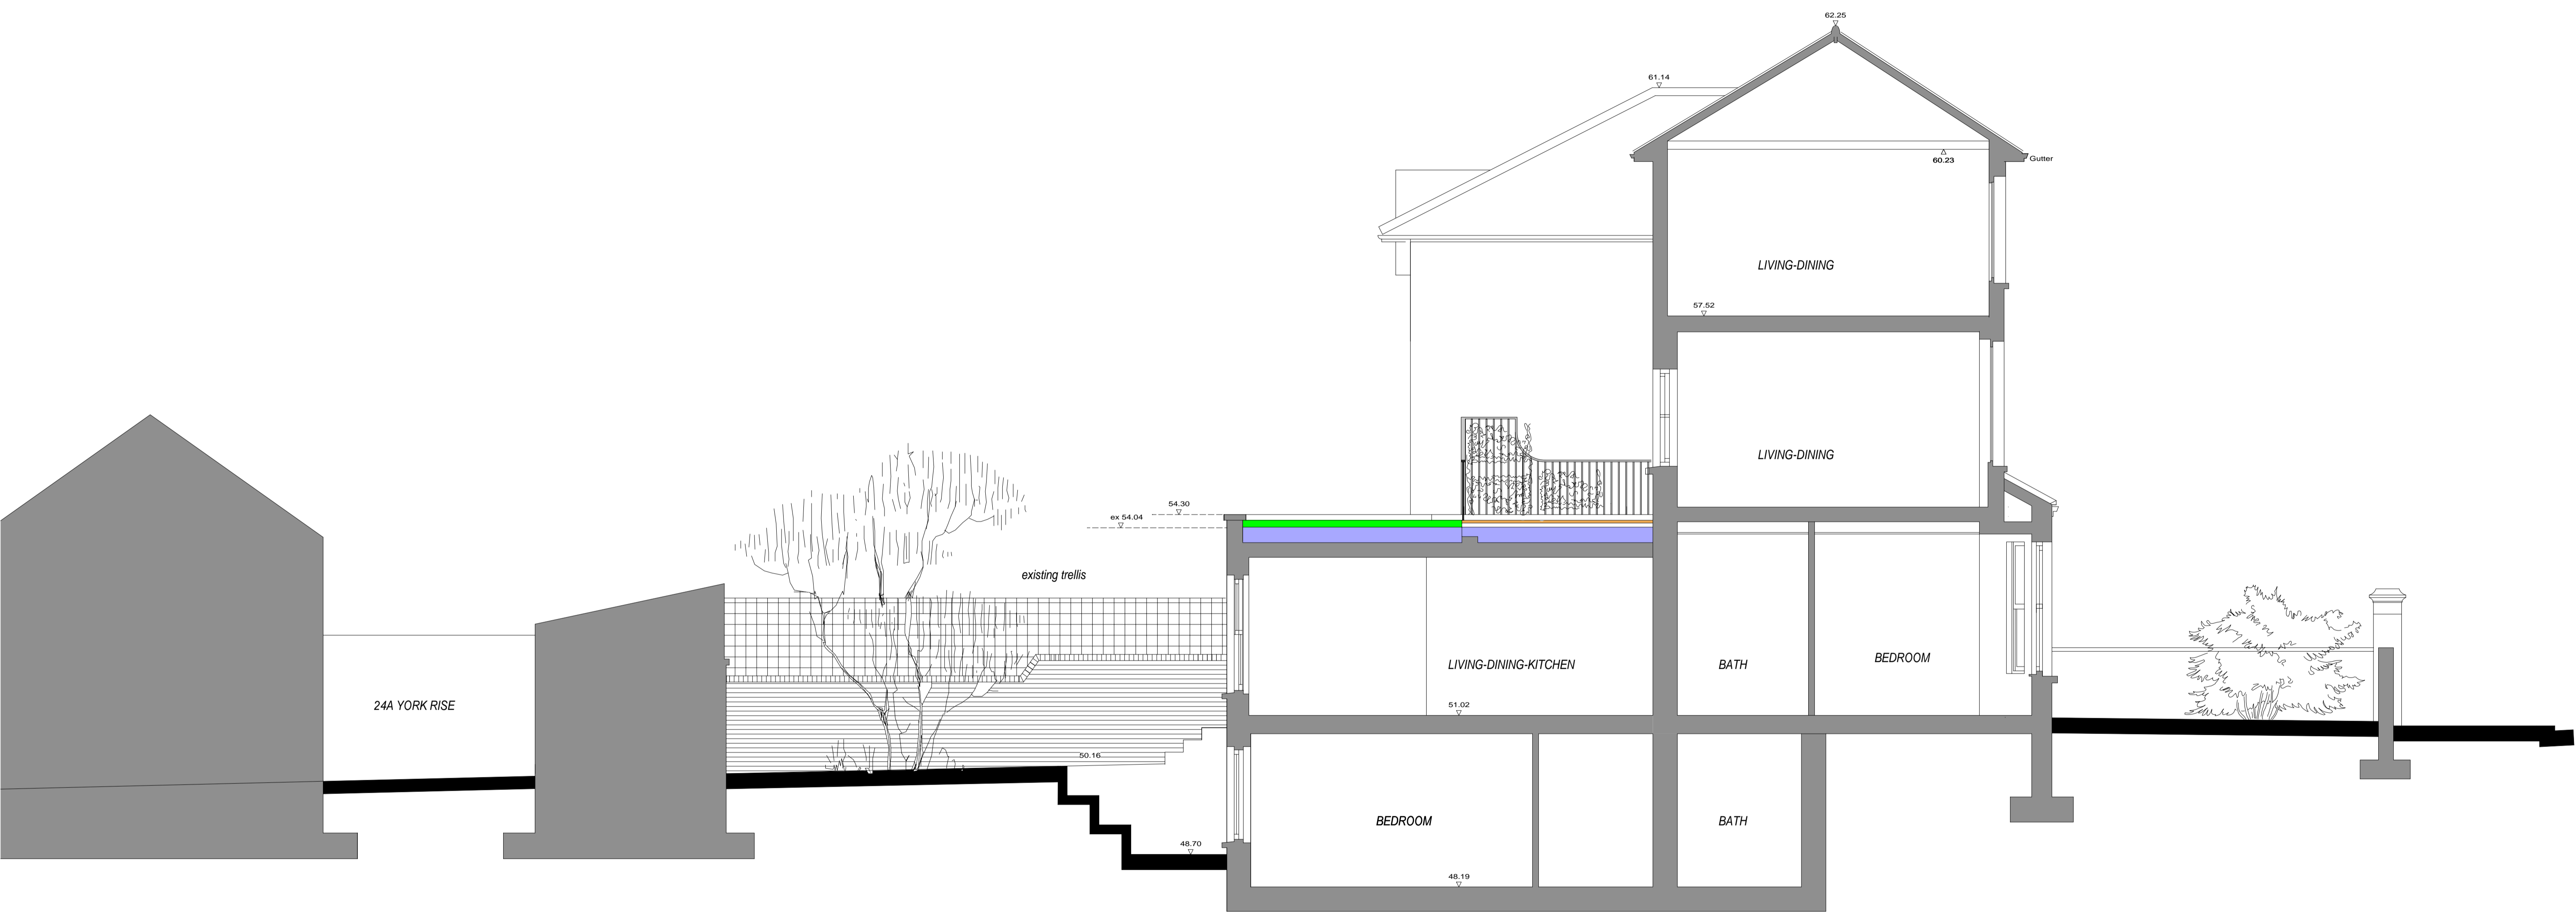 62.25
61.14
60.23
Gutter
LIVING-DINING
57.52
LIVING-DINING
54.30
ex 54.04
existing trellis
LIVING-DINING-KITCHEN
BATH
BEDROOM
24A YORK RISE
51.02
50.16
BEDROOM
BATH
48.70
48.19